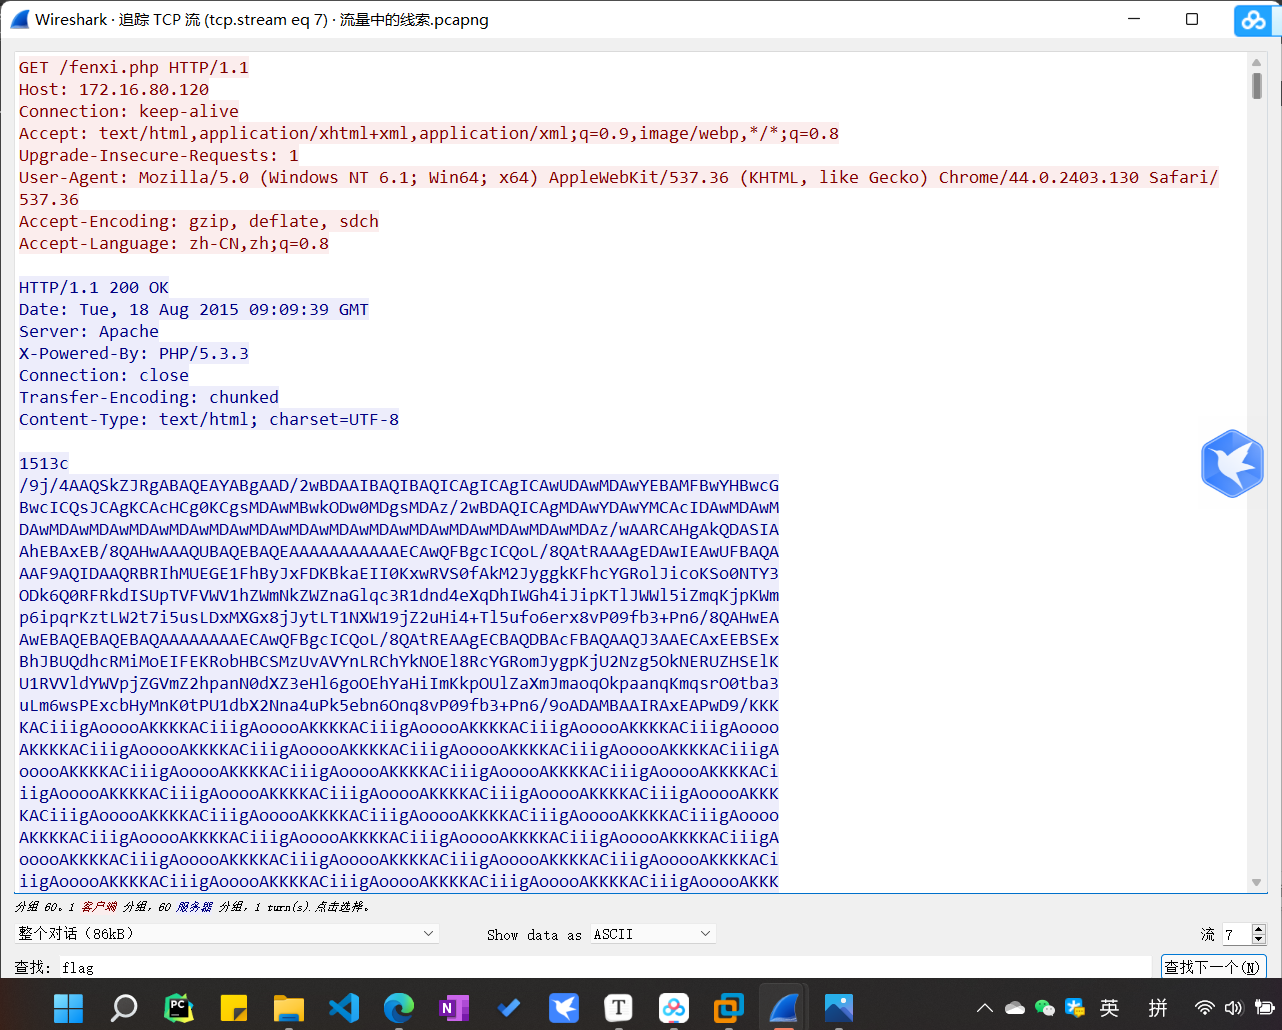 Wireshark · 追踪 TCP 流 (tcp.stream eq 7) · 流量中的线索.pcapng
GET /fenxi.php HTTP/1.1
Host: 172.16.80.120
Connection: keep-alive
Accept: text/html,application/xhtml+xml,application/xml;q=0.9,image/webp,*/*;q=0.8
Upgrade-Insecure-Requests: 1
User-Agent: Mozilla/5.0 (Windows NT 6.1; Win64; x64) AppleWebKit/537.36 (KHTML, like Gecko) Chrome/44.0.2403.130 Safari/
537.36
Accept-Encoding: gzip, deflate, sdch
Accept-Language: zh-CN,zh;q=0.8
HTTP/1.1 200 OK
Date: Tue, 18 Aug 2015 09:09:39 GMT
Server: Apache
X-Powered-By: PHP/5.3.3
Connection: close
Transfer-Encoding: chunked
Content-Type: text/html; charset=UTF-8
1513c
/9j/4AAQSkZJRgABAQEAYABgAAD/2wBDAAIBAQIBAQICAgICAgICAwUDAwMDAwYEBAMFBwYHBwcG
BwcICQsJCAgKCAcHCg0KCgsMDAwMBwkODw0MDgsMDAz/2wBDAQICAgMDAwYDAwYMCAcIDAwMDAwM
DAwMDAwMDAwMDAwMDAwMDAwMDAwMDAwMDAwMDAwMDAwMDAwMDAwMDAwMDAz/wAARCAHgAkQDASIA
AhEBAxEB/8QAHwAAAQUBAQEBAQEAAAAAAAAAAAECAwQFBgcICQoL/8QAtRAAAgEDAwIEAwUFBAQA
AAF9AQIDAAQRBRIhMUEGE1FhByJxFDKBkaEII0KxwRVS0fAkM2JyggkKFhcYGRolJicoKSo0NTY3
ODk6Q0RFRkdISUpTVFVWV1hZWmNkZWZnaGlqc3R1dnd4eXqDhIWGh4iJipKTlJWWl5iZmqKjpKWm
p6ipqrKztLW2t7i5usLDxMXGx8jJytLT1NXW19jZ2uHi4+Tl5ufo6erx8vP09fb3+Pn6/8QAHwEA
AwEBAQEBAQEBAQAAAAAAAAECAwQFBgcICQoL/8QAtREAAgECBAQDBAcFBAQAAQJ3AAECAxEEBSEx
BhJBUQdhcRMiMoEIFEKRobHBCSMzUvAVYnLRChYkNOEl8RcYGRomJygpKjU2Nzg5OkNERUZHSElK
U1RVVldYWVpjZGVmZ2hpanN0dXZ3eHl6goOEhYaHiImKkpOUlZaXmJmaoqOkpaanqKmqsrO0tba3
uLm6wsPExcbHyMnK0tPU1dbX2Nna4uPk5ebn6Onq8vP09fb3+Pn6/9oADAMBAAIRAxEAPwD9/KKK
KACiiigAooooAKKKKACiiigAooooAKKKKACiiigAooooAKKKKACiiigAooooAKKKKACiiigAoooo
AKKKKACiiigAooooAKKKKACiiigAooooAKKKKACiiigAooooAKKKKACiiigAooooAKKKKACiiigA
ooooAKKKKACiiigAooooAKKKKACiiigAooooAKKKKACiiigAooooAKKKKACiiigAooooAKKKKACi
iigAooooAKKKKACiiigAooooAKKKKACiiigAooooAKKKKACiiigAooooAKKKKACiiigAooooAKKK
KACiiigAooooAKKKKACiiigAooooAKKKKACiiigAooooAKKKKACiiigAooooAKKKKACiiigAoooo
AKKKKACiiigAooooAKKKKACiiigAooooAKKKKACiiigAooooAKKKKACiiigAooooAKKKKACiiigA
ooooAKKKKACiiigAooooAKKKKACiiigAooooAKKKKACiiigAooooAKKKKACiiigAooooAKKKKACi
iigAooooAKKKKACiiigAooooAKKKKACiiigAooooAKKKKACiiigAooooAKKKKACiiigAooooAKKK
分组 60。1 客户端 分组, 60 服务器 分组, 1 turn(s).点击选择。
整个对话 (86kB) Show data as ASCII 流 7
查找: flag 查找下一个(N)
PC N T 英 拼